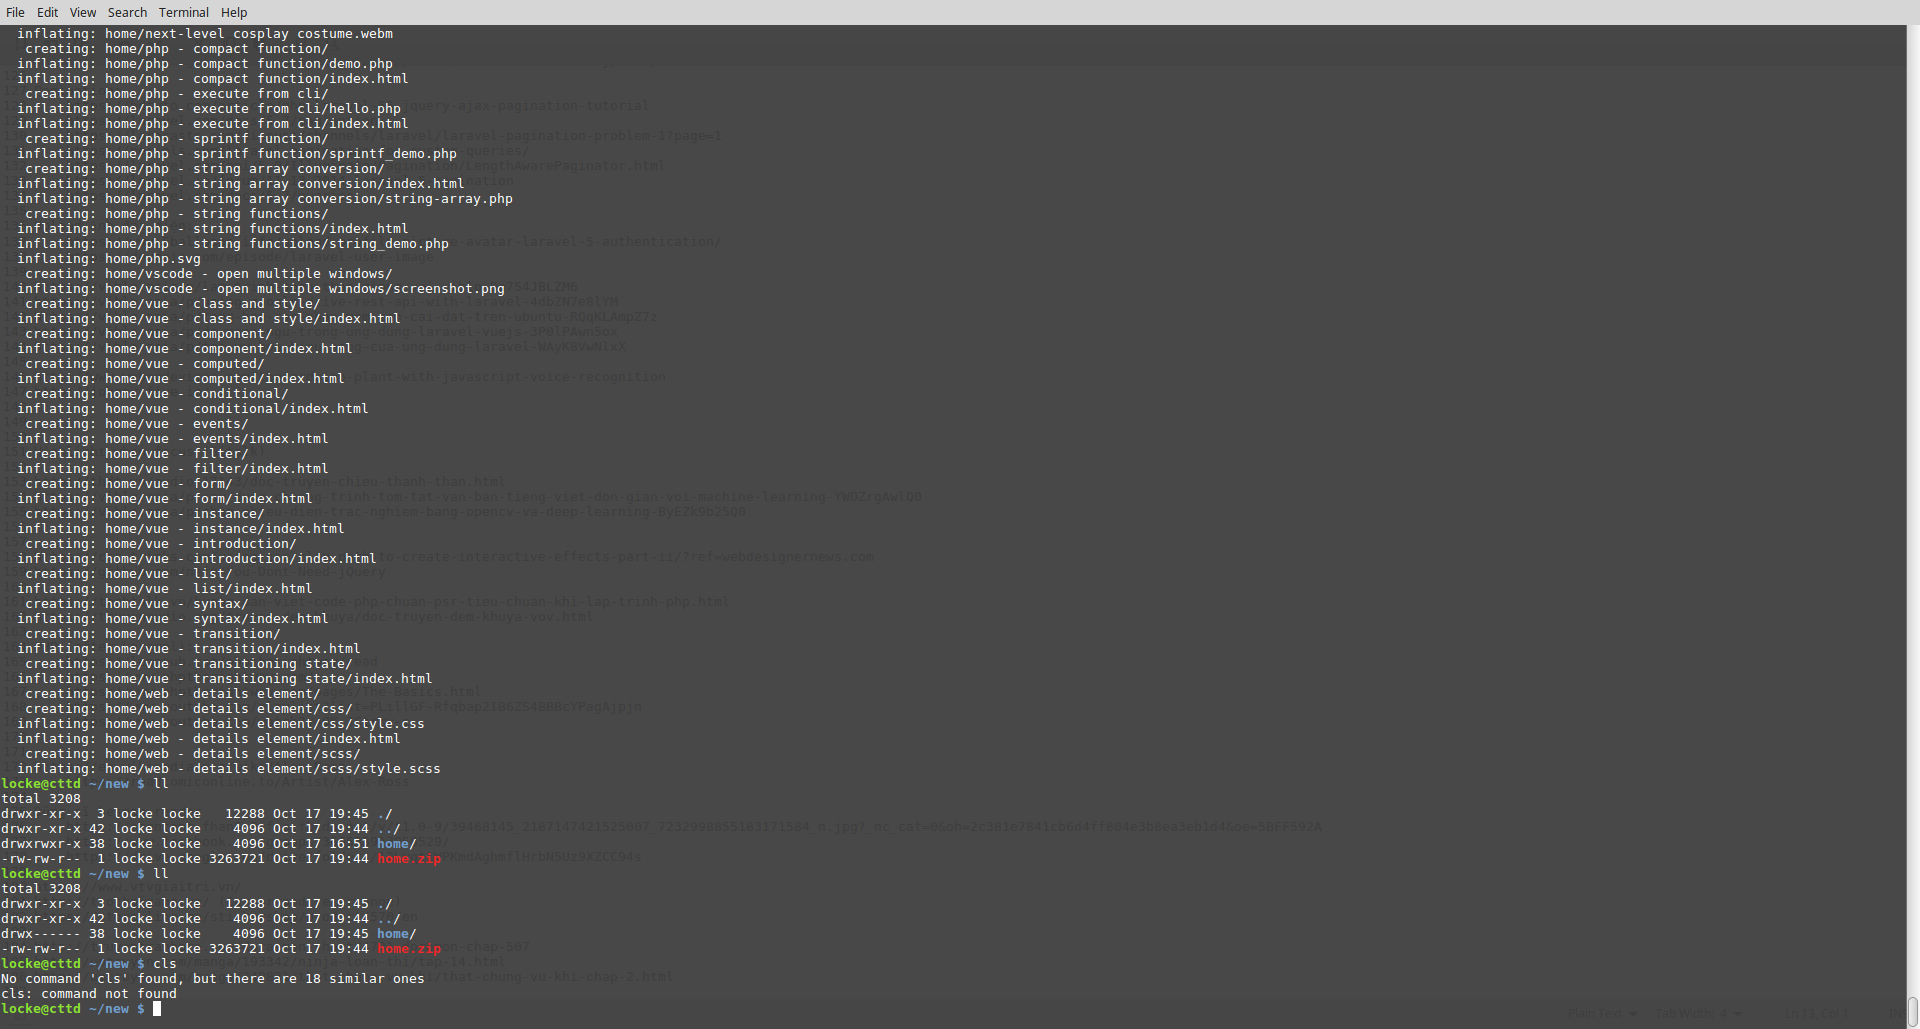 File Edit View Search Terminal Help
inflating: home/next-level cosplay costume.webm
creating: home/php - compact function/
inflating: home/php - compact function/demo.php
inflating: home/php - compact function/index.html
creating: home/php - execute from cli/
inflating: home/php - execute from cli/hello.php
inflating: home/php - execute from cli/index.html
creating: home/php - sprintf function/
inflating: home/php - sprintf function/sprintf_demo.php
creating: home/php - string array conversion/
inflating: home/php - string array conversion/index.html
inflating: home/php - string array conversion/string-array.php
creating: home/php - string functions/
inflating: home/php - string functions/index.html
inflating: home/php - string functions/string_demo.php
inflating: home/php.svg
creating: home/vscode - open multiple windows/
inflating: home/vscode - open multiple windows/screenshot.png
creating: home/vue - class and style/
inflating: home/vue - class and style/index.html
creating: home/vue - component/
inflating: home/vue - component/index.html
creating: home/vue - computed/
inflating: home/vue - computed/index.html
creating: home/vue - conditional/
inflating: home/vue - conditional/index.html
creating: home/vue - events/
inflating: home/vue - events/index.html
creating: home/vue - filter/
inflating: home/vue - filter/index.html
creating: home/vue - form/
inflating: home/vue - form/index.html
creating: home/vue - instance/
inflating: home/vue - instance/index.html
creating: home/vue - introduction/
inflating: home/vue - introduction/index.html
creating: home/vue - list/
inflating: home/vue - list/index.html
creating: home/vue - syntax/
inflating: home/vue - syntax/index.html
creating: home/vue - transition/
inflating: home/vue - transition/index.html
creating: home/vue - transitioning state/
inflating: home/vue - transitioning state/index.html
creating: home/web - details element/
creating: home/web - details element/css/
inflating: home/web - details element/css/style.css
inflating: home/web - details element/index.html
creating: home/web - details element/scss/
inflating: home/web - details element/scss/style.scss
locke@cttd ~/new $ ll
total 3208
drwxr-xr-x  3 locke locke   12288 Oct 17 19:45 ./
drwxr-xr-x 42 locke locke    4096 Oct 17 19:44 ../
drwxrwxr-x 38 locke locke    4096 Oct 17 16:51 home/
-rw-rw-r--  1 locke locke 3263721 Oct 17 19:44 home.zip
locke@cttd ~/new $ ll
total 3208
drwxr-xr-x  3 locke locke   12288 Oct 17 19:45 ./
drwxr-xr-x 42 locke locke    4096 Oct 17 19:44 ../
drwx------ 38 locke locke    4096 Oct 17 19:45 home/
-rw-rw-r--  1 locke locke 3263721 Oct 17 19:44 home.zip
locke@cttd ~/new $ cls
No command 'cls' found, but there are 18 similar ones
cls: command not found
locke@cttd ~/new $
Plain Text Tab Width: 4 Ln 13, Col 1